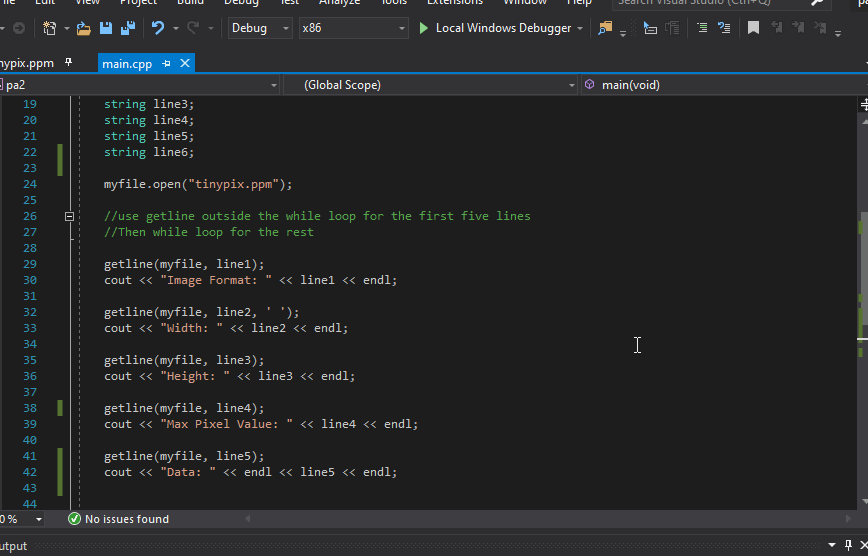 Edit View Project Build Debug Test Analyze Tools Extensions Window Help Search Visual Studio (Ctrl+Q)
Debug x86 Local Windows Debugger
main.cpp
pa2 (Global Scope) main(void)
19 string line3;
20 string line4;
21 string line5;
22 string line6;
23
24 myfile.open("tinypix.ppm");
25
26 //use getline outside the while loop for the first five lines
27 //Then while loop for the rest
28
29 getline(myfile, line1);
30 cout << "Image Format: " << line1 << endl;
31
32 getline(myfile, line2, ' ');
33 cout << "Width: " << line2 << endl;
34
35 getline(myfile, line3);
36 cout << "Height: " << line3 << endl;
37
38 getline(myfile, line4);
39 cout << "Max Pixel Value: " << line4 << endl;
40
41 getline(myfile, line5);
42 cout << "Data: " << endl << line5 << endl;
43
44
No issues found